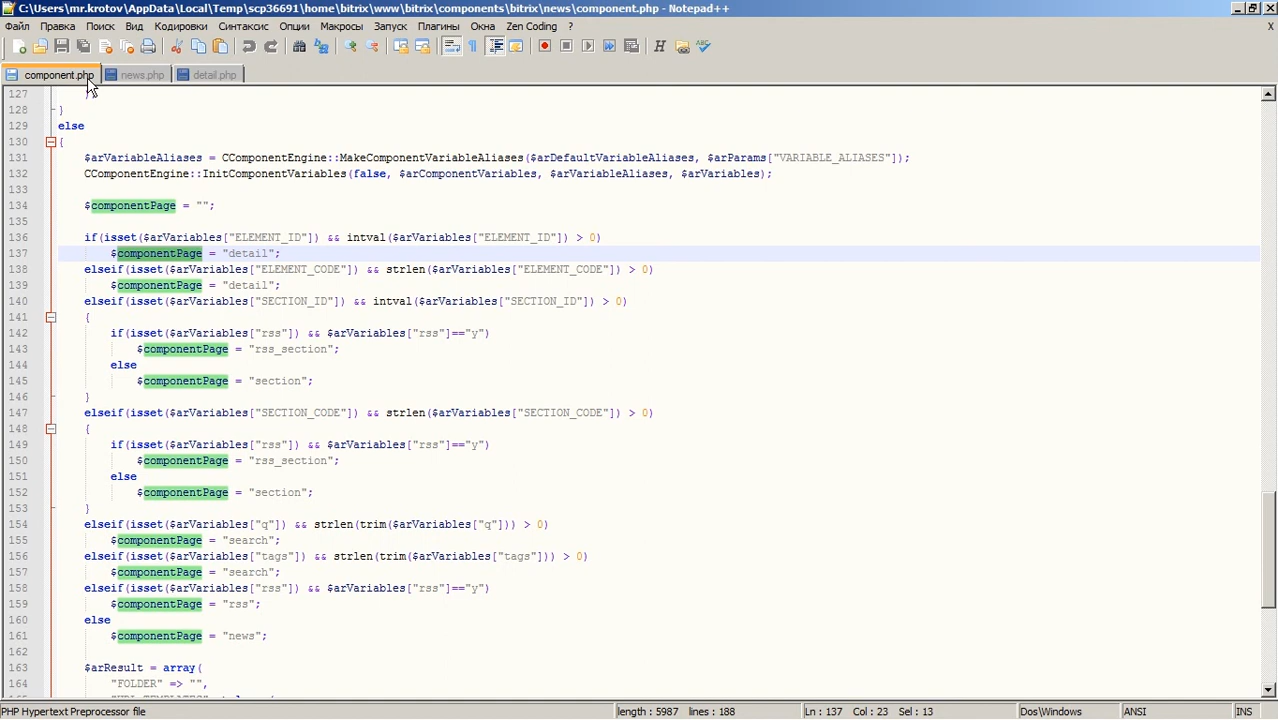 C:\Users\mr.krotov\AppData\Local\Temp\scp36691\home\bitrix\www\bitrix\components\bitrix\news\component.php - Notepad++
Файл Правка Поиск Вид Кодировки Синтаксис Опции Макросы Запуск Плагины Окна Zen Coding X
component.php news.php detail.php
127
128 }
129 else
130 {
131 $arVariableAliases = CComponentEngine::MakeComponentVariableAliases($arDefaultVariableAliases, $arParams["VARIABLE_ALIASES"]);
132 CComponentEngine::InitComponentVariables(false, $arComponentVariables, $arVariableAliases, $arVariables);
133
134 $componentPage = "";
135
136 if(isset($arVariables["ELEMENT_ID"]) && intval($arVariables["ELEMENT_ID"]) > 0)
137 $componentPage = "detail";
138 elseif(isset($arVariables["ELEMENT_CODE"]) && strlen($arVariables["ELEMENT_CODE"]) > 0)
139 $componentPage = "detail";
140 elseif(isset($arVariables["SECTION_ID"]) && intval($arVariables["SECTION_ID"]) > 0)
141 {
142 if(isset($arVariables["rss"]) && $arVariables["rss"]=="y")
143 $componentPage = "rss_section";
144 else
145 $componentPage = "section";
146 }
147 elseif(isset($arVariables["SECTION_CODE"]) && strlen($arVariables["SECTION_CODE"]) > 0)
148 {
149 if(isset($arVariables["rss"]) && $arVariables["rss"]=="y")
150 $componentPage = "rss_section";
151 else
152 $componentPage = "section";
153 }
154 elseif(isset($arVariables["q"]) && strlen(trim($arVariables["q"])) > 0)
155 $componentPage = "search";
156 elseif(isset($arVariables["tags"]) && strlen(trim($arVariables["tags"])) > 0)
157 $componentPage = "search";
158 elseif(isset($arVariables["rss"]) && $arVariables["rss"]=="y")
159 $componentPage = "rss";
160 else
161 $componentPage = "news";
162
163 $arResult = array(
164 "FOLDER" => "",
PHP Hypertext Preprocessor file length : 5987 lines : 188 Ln : 137 Col : 23 Sel : 13 Dos\Windows ANSI INS